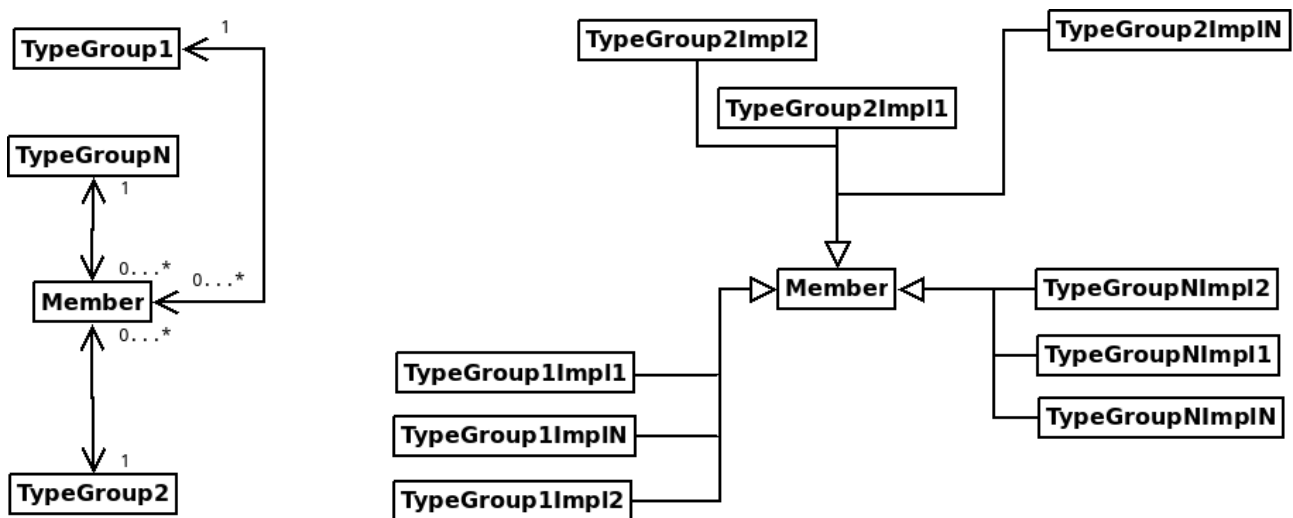 TypeGroup1
1
TypeGroupN
1
0...*
0...*
Member
0...*
1
TypeGroup2
TypeGroup2Impl2
TypeGroup2ImplN
TypeGroup2Impl1
Member
TypeGroupNImpl2
TypeGroupNImpl1
TypeGroupNImplN
TypeGroup1Impl1
TypeGroup1ImplN
TypeGroup1Impl2